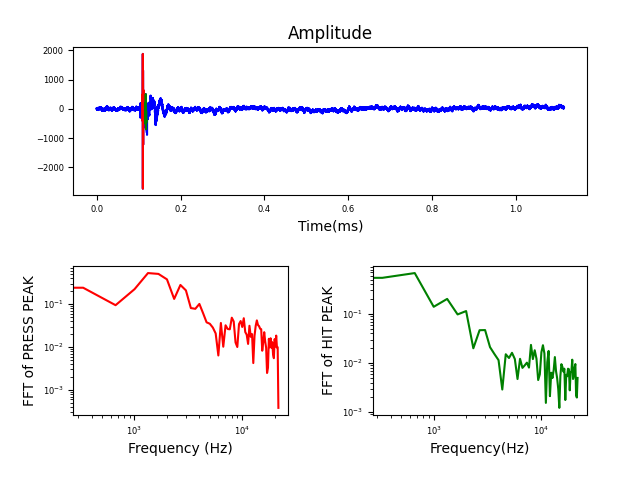 Amplitude
2000
1000
0
−1000
−2000
0.0 0.2 0.4 0.6 0.8 1.0
Time(ms)
FFT of PRESS PEAK
10⁻¹
10⁻²
10⁻³
10³ 10⁴
Frequency (Hz)
FFT of HIT PEAK
10⁻¹
10⁻²
10⁻³
10³ 10⁴
Frequency(Hz)